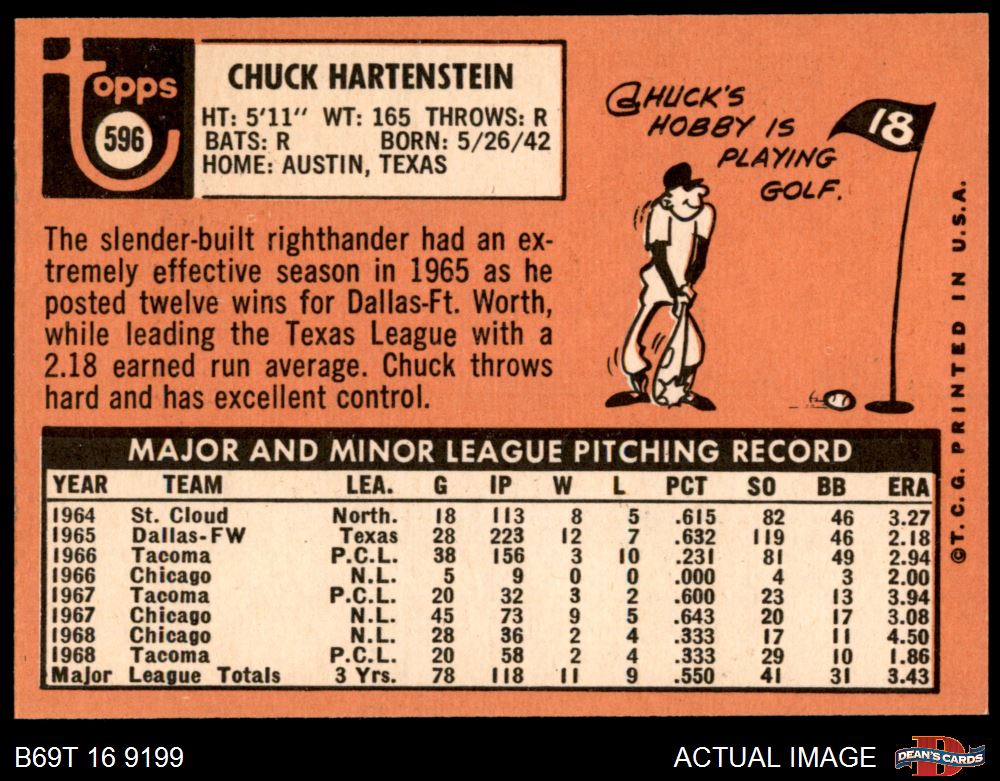 Topps
596
CHUCK HARTENSTEIN
HT: 5'11" WT: 165 THROWS: R
BATS: R BORN: 5/26/42
HOME: AUSTIN, TEXAS
CHUCK'S
HOBBY IS
PLAYING
GOLF.
18
The slender-built righthander had an ex-
tremely effective season in 1965 as he
posted twelve wins for Dallas-Ft. Worth,
while leading the Texas League with a
2.18 earned run average. Chuck throws
hard and has excellent control.
MAJOR AND MINOR LEAGUE PITCHING RECORD
YEAR TEAM LEA. G IP W L PCT SO BB ERA
1964 St. Cloud North. 18 113 8 5 .615 82 46 3.27
1965 Dallas-FW Texas 28 223 12 7 .632 119 46 2.18
1966 Tacoma P.C.L. 38 156 3 10 .231 81 49 2.94
1966 Chicago N.L. 5 9 0 0 .000 4 3 2.00
1967 Tacoma P.C.L. 20 32 3 2 .600 23 13 3.94
1967 Chicago N.L. 45 73 9 5 .643 20 17 3.08
1968 Chicago N.L. 28 36 2 4 .333 17 11 4.50
1968 Tacoma P.C.L. 20 58 2 4 .333 29 10 1.86
Major League Totals 3 Yrs. 78 118 11 9 .550 41 31 3.43
©T. C. G. PRINTED IN U.S.A.
B69T 16 9199
ACTUAL IMAGE
D
DEAN'S CARDS